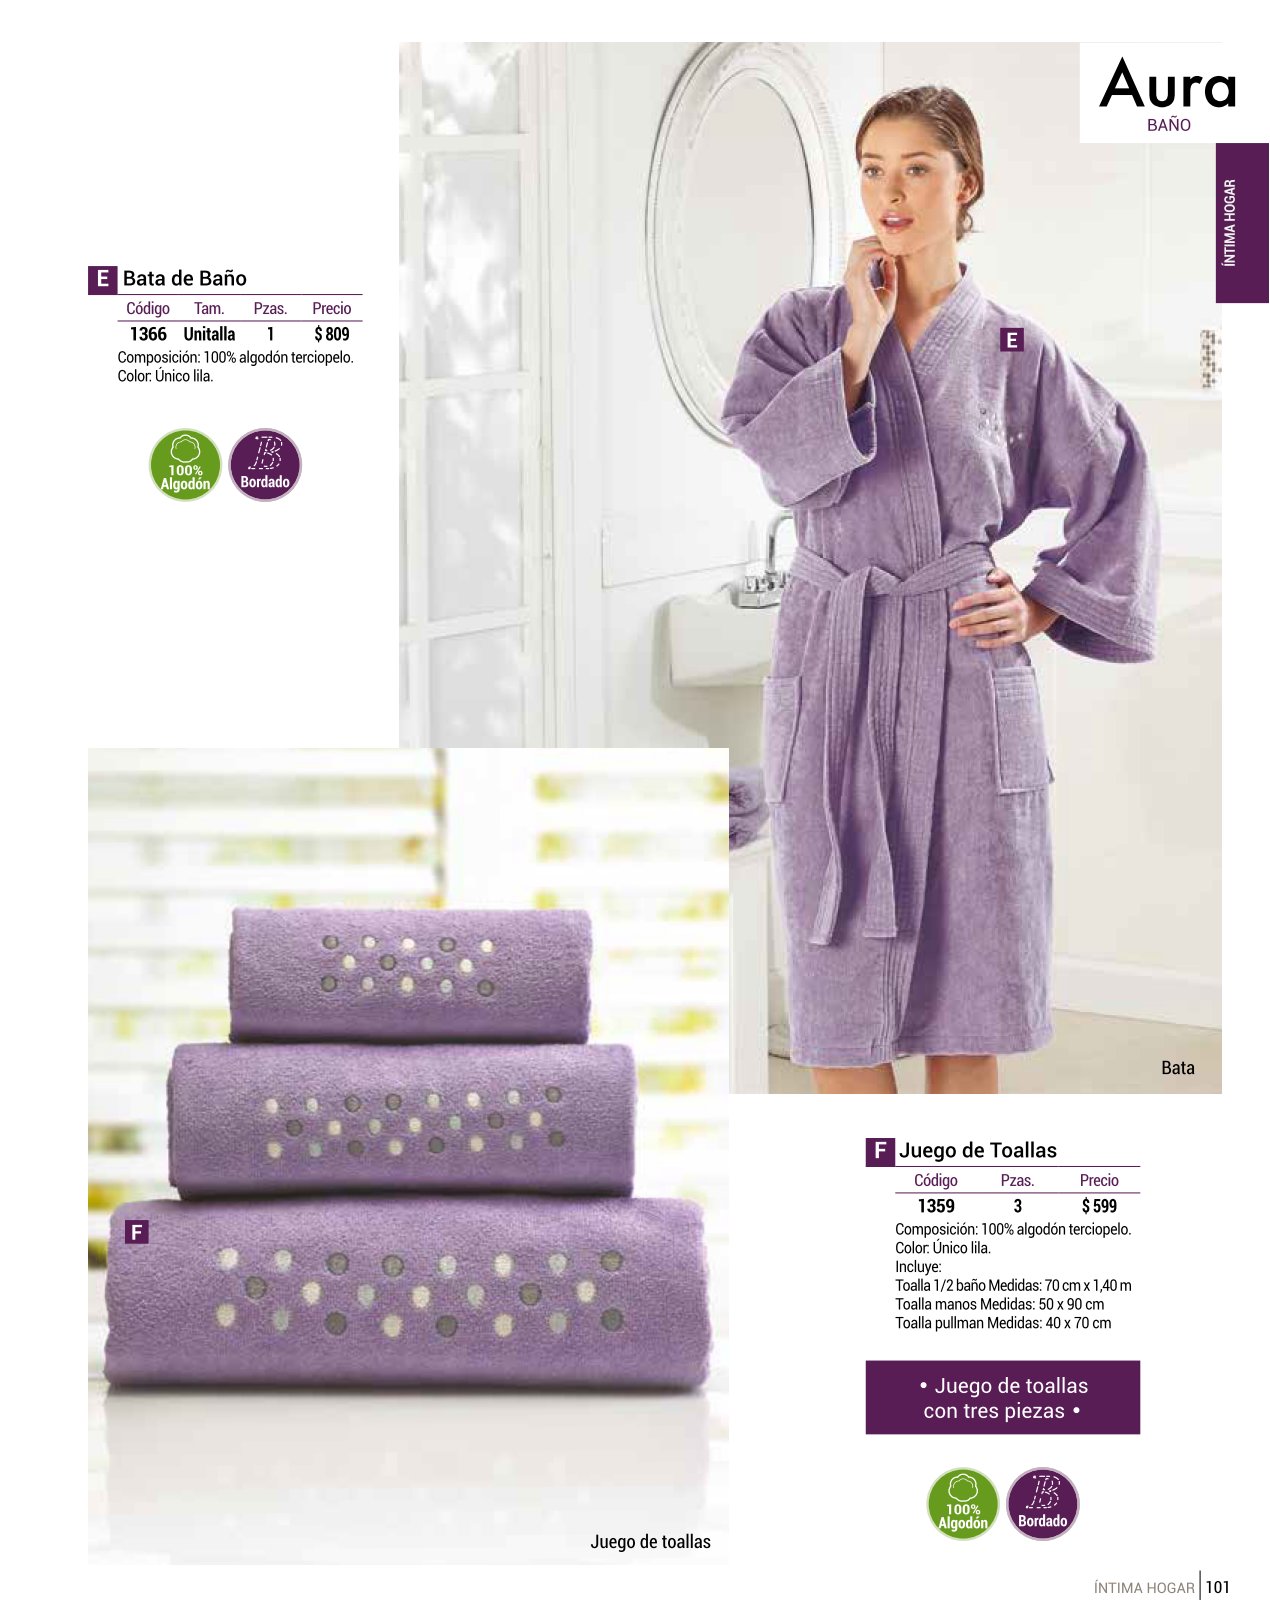 Aura
BAÑO
ÍNTIMA HOGAR
E Bata de Baño
Código Tam. Pzas. Precio
1366 Unitalla 1 $ 809
Composición: 100% algodón terciopelo.
Color: Único lila.
100%
Algodón
B
Bordado
E
Bata
F
Juego de toallas
F Juego de Toallas
Código Pzas. Precio
1359 3 $ 599
Composición: 100% algodón terciopelo.
Color: Único lila.
Incluye:
Toalla 1/2 baño Medidas: 70 cm x 1,40 m
Toalla manos Medidas: 50 x 90 cm
Toalla pullman Medidas: 40 x 70 cm
• Juego de toallas
con tres piezas •
100%
Algodón
B
Bordado
ÍNTIMA HOGAR 101